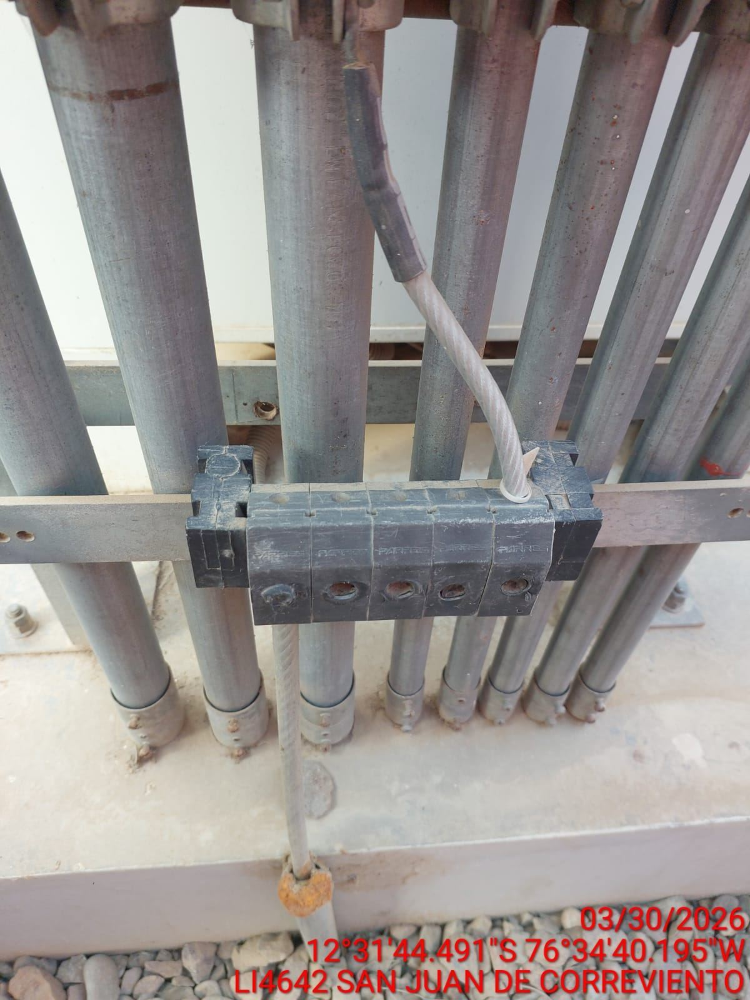 PARRES
PARRES
PARRES
PARRES
PARRES
03/30/2026
12°31'44.491"S 76°34'40.195"W
LI4642 SAN JUAN DE CORREVIENTO